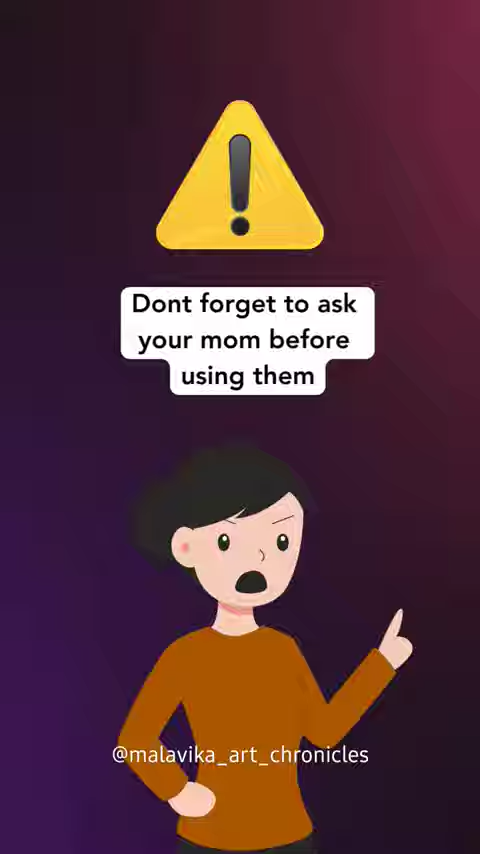 Dont forget to ask
your mom before
using them
@malavika_art_chronicles